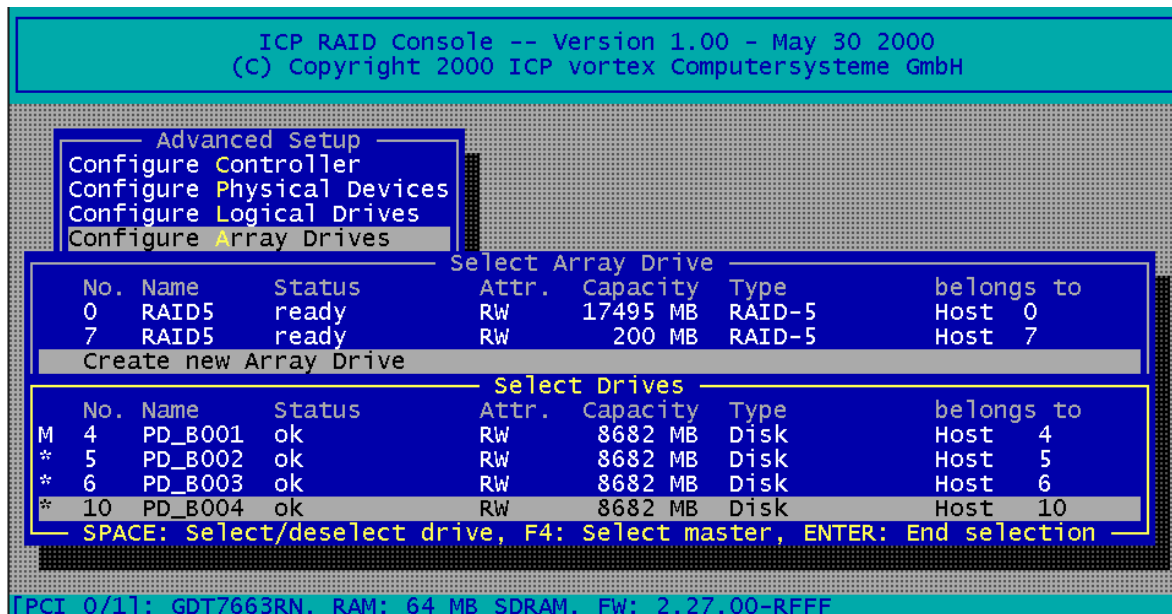 ICP RAID Console -- Version 1.00 - May 30 2000
(C) Copyright 2000 ICP vortex Computersysteme GmbH
Advanced Setup
Configure Controller
Configure Physical Devices
Configure Logical Drives
Configure Array Drives
Select Array Drive
No. Name Status Attr. Capacity Type belongs to
0 RAID5 ready RW 17495 MB RAID-5 Host 0
7 RAID5 ready RW 200 MB RAID-5 Host 7
Create new Array Drive
Select Drives
No. Name Status Attr. Capacity Type belongs to
M 4 PD_B001 ok RW 8682 MB Disk Host 4
* 5 PD_B002 ok RW 8682 MB Disk Host 5
* 6 PD_B003 ok RW 8682 MB Disk Host 6
* 10 PD_B004 ok RW 8682 MB Disk Host 10
SPACE: Select/deselect drive, F4: Select master, ENTER: End selection
[PCI 0/1]: GDT7663RN, RAM: 64 MB SDRAM, FW: 2.27.00-RFFF